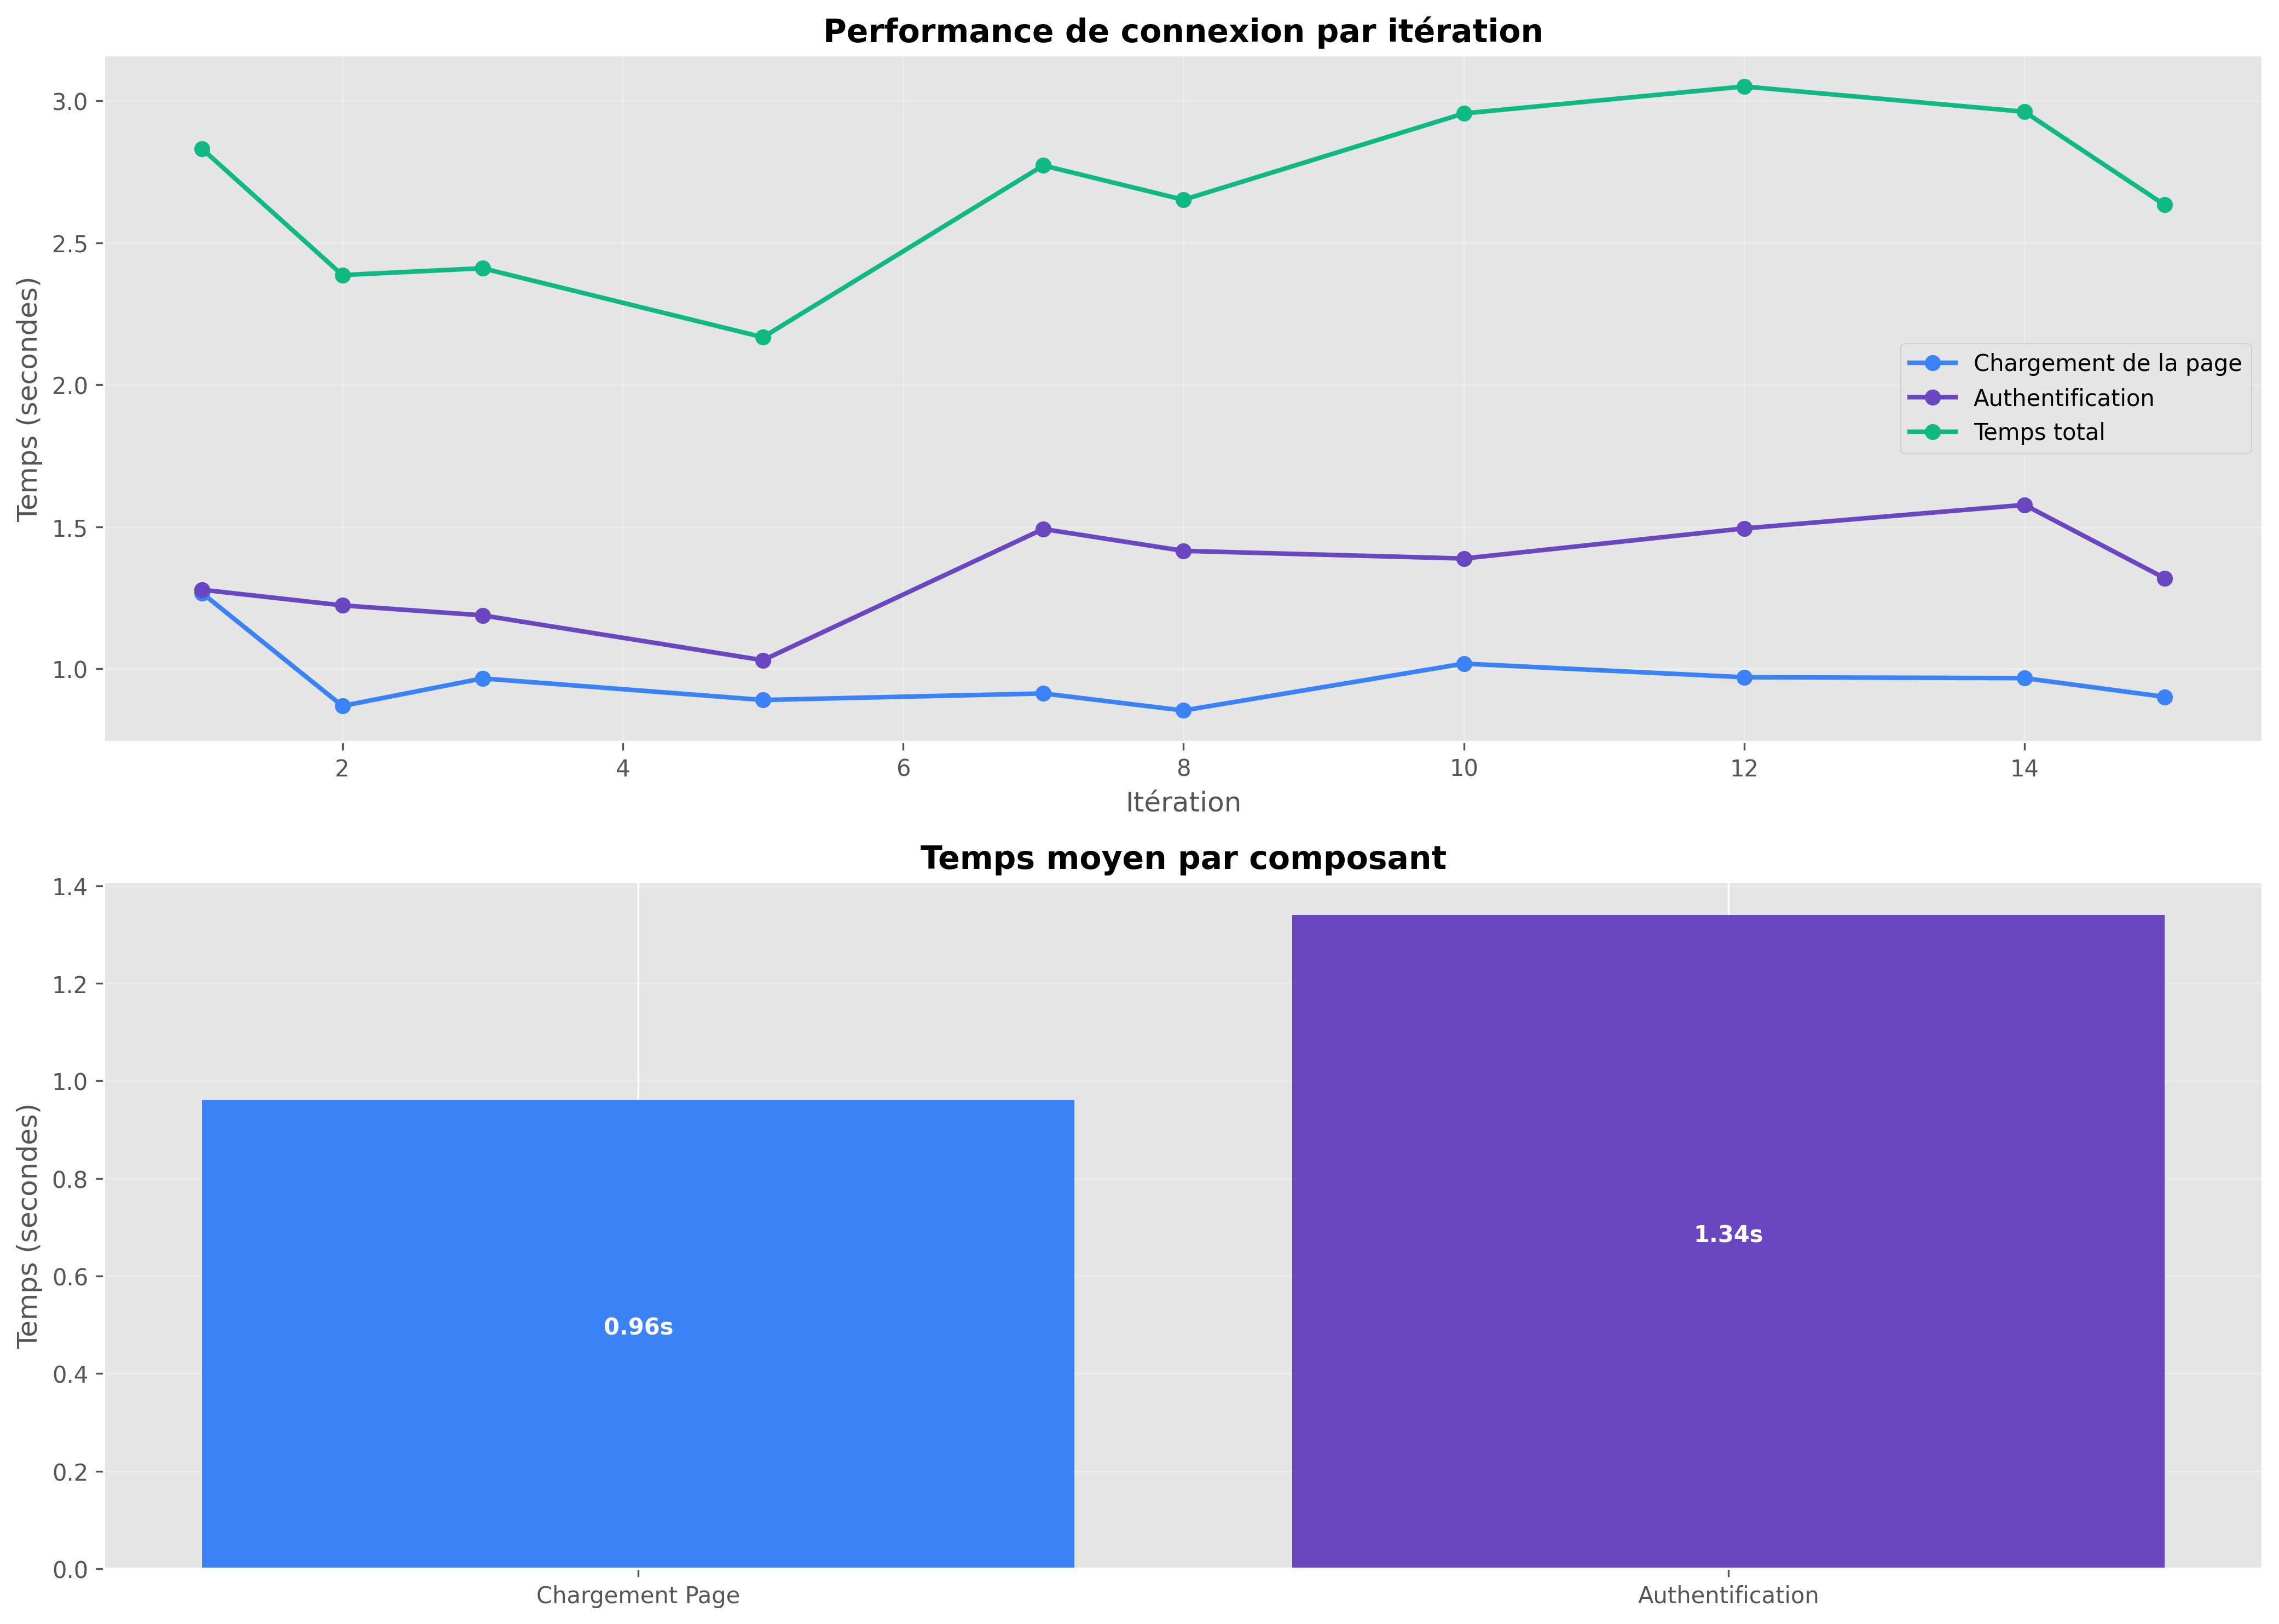 Performance de connexion par itération
Temps (secondes)
3.0
2.5
2.0
1.5
1.0
Chargement de la page
Authentification
Temps total
2 4 6 8 10 12 14
Itération
Temps moyen par composant
Temps (secondes)
1.4
1.2
1.0
0.8
0.6
0.4
0.2
0.0
0.96s
1.34s
Chargement Page Authentification